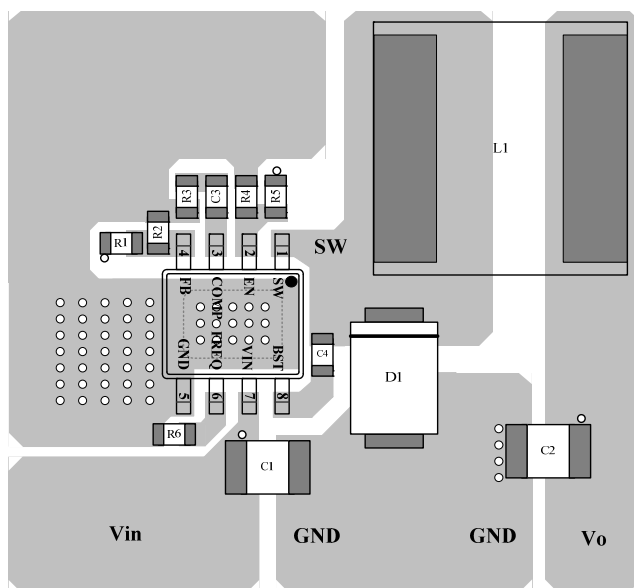 L1
R3 C3 R4 R5
R1 R2
SW
4 3 2 1
FB COMP EN SW
GND FREQ VIN BST
C4
D1
5 6 7 8
R6
C1
C2
Vin GND GND Vo